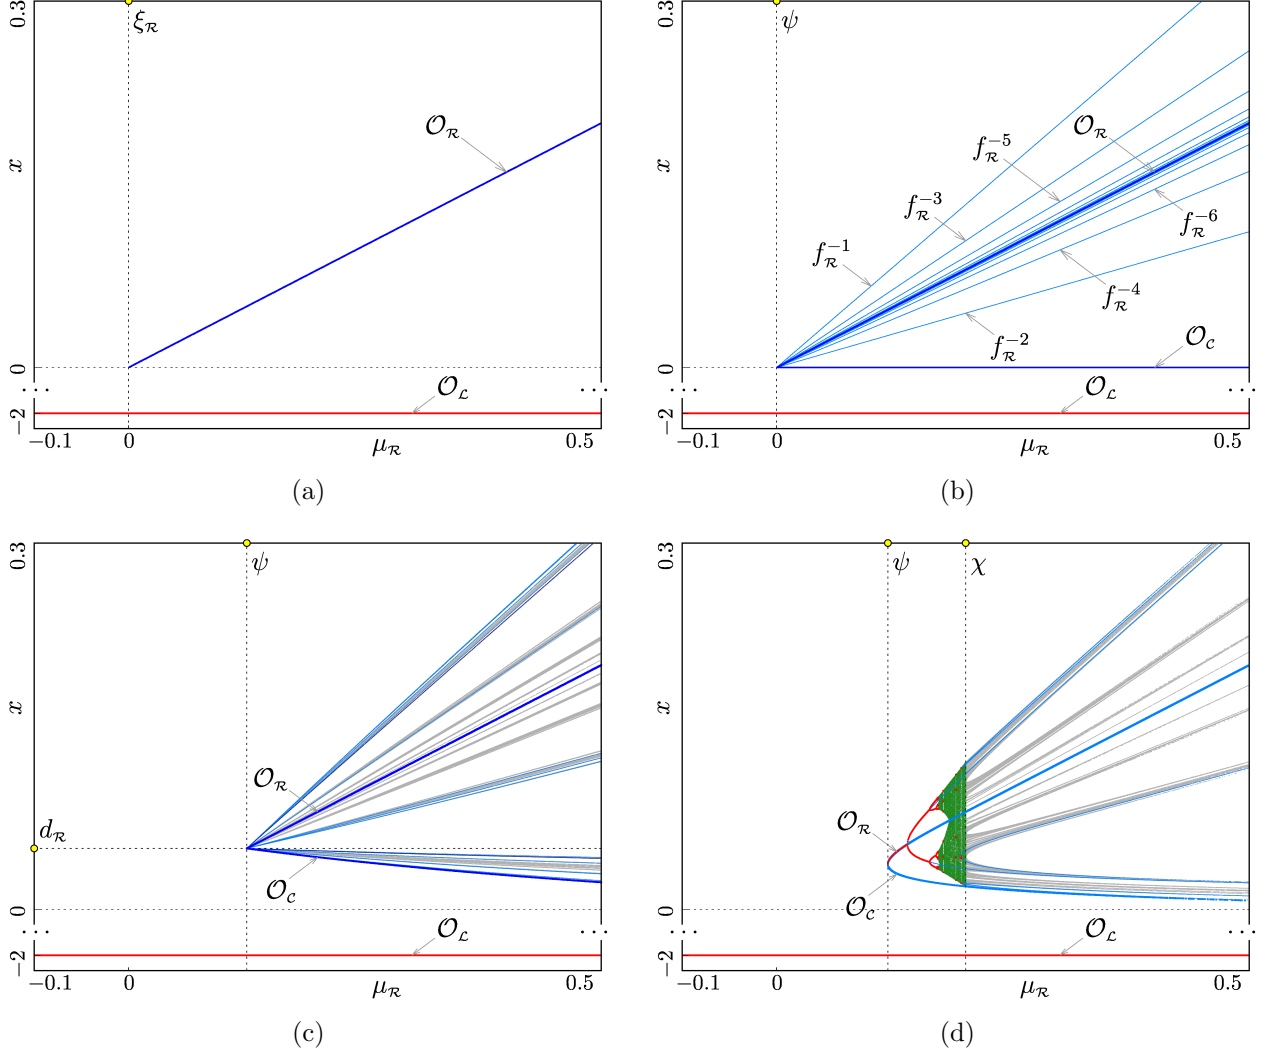 0.3
ξ_ℛ
𝒪_ℛ
x
0
···
···
𝒪_ℒ
−2
−0.1
0
μ_ℛ
0.5
(a)
0.3
ψ
𝒪_ℛ
f_ℛ^{−5}
x
f_ℛ^{−3}
f_ℛ^{−6}
f_ℛ^{−1}
f_ℛ^{−4}
f_ℛ^{−2}
𝒪_𝒞
0
···
···
𝒪_ℒ
−2
−0.1
0
μ_ℛ
0.5
(b)
0.3
ψ
x
𝒪_ℛ
d_ℛ
𝒪_𝒞
0
···
···
𝒪_ℒ
−2
−0.1
0
μ_ℛ
0.5
(c)
0.3
ψ
χ
x
𝒪_ℛ
𝒪_𝒞
0
···
···
𝒪_ℒ
−2
−0.1
0
μ_ℛ
0.5
(d)